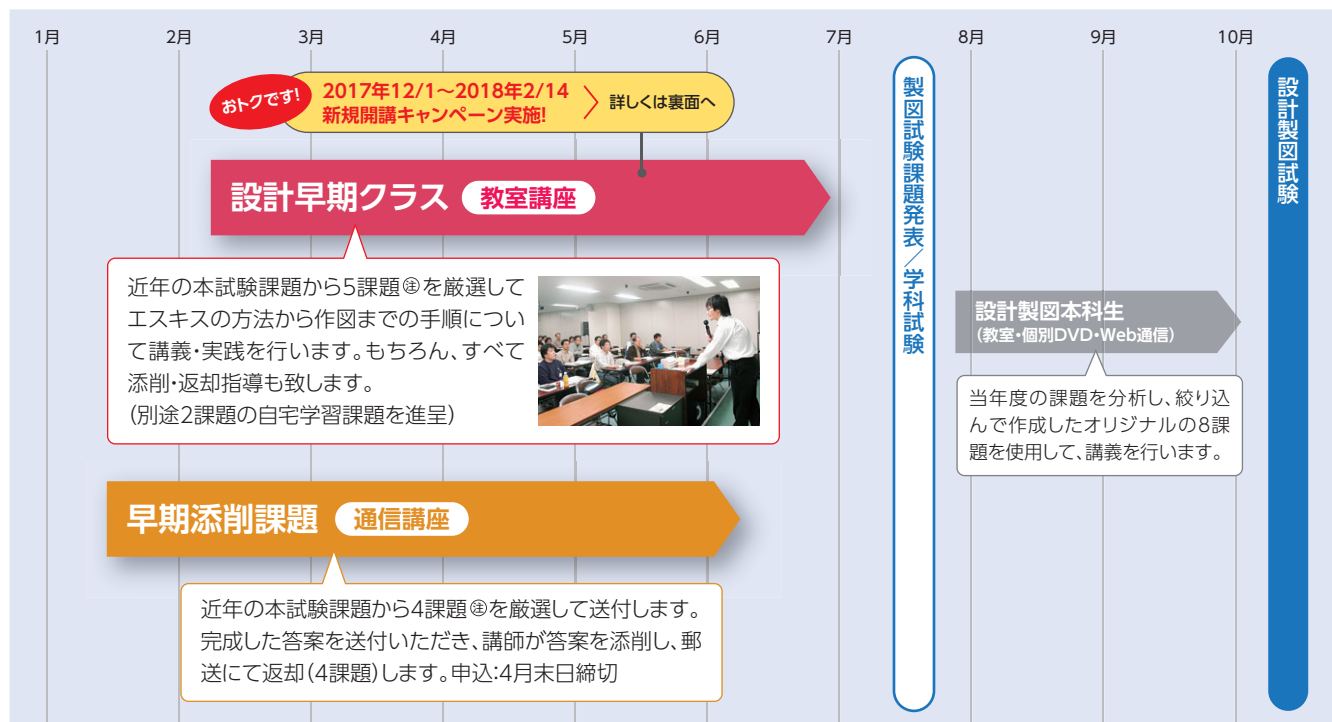 1月
2月
3月
4月
5月
6月
7月
8月
9月
10月
おトクです!
2017年12/1～2018年2/14
新規開講キャンペーン実施!
詳しくは裏面へ
設計早期クラス 教室講座
近年の本試験課題から5課題㊟を厳選して
エスキスの方法から作図までの手順につい
て講義・実践を行います。もちろん、すべて
添削・返却指導も致します。
(別途2課題の自宅学習課題を進呈)
早期添削課題 通信講座
近年の本試験課題から4課題㊟を厳選して送付します。
完成した答案を送付いただき、講師が答案を添削し、郵
送にて返却(4課題)します。申込:4月末日締切
製図試験課題発表／学科試験
設計製図本科生
(教室・個別DVD・Web通信)
当年度の課題を分析し、絞り込
んで作成したオリジナルの8課
題を使用して、講義を行います。
設計製図試験